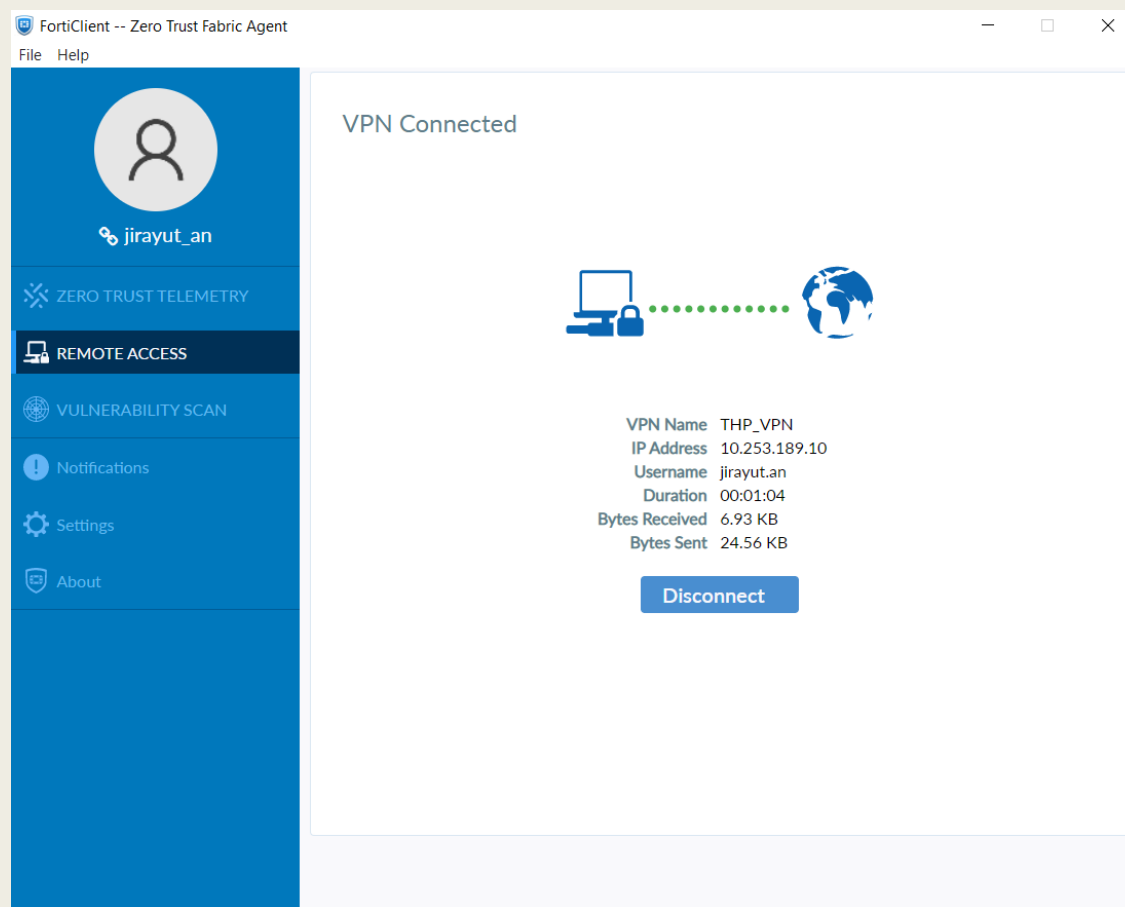 FortiClient -- Zero Trust Fabric Agent
File Help
jirayut_an
ZERO TRUST TELEMETRY
REMOTE ACCESS
VULNERABILITY SCAN
Notifications
Settings
About
VPN Connected
VPN Name THP_VPN
IP Address 10.253.189.10
Username jirayut.an
Duration 00:01:04
Bytes Received 6.93 KB
Bytes Sent 24.56 KB
Disconnect